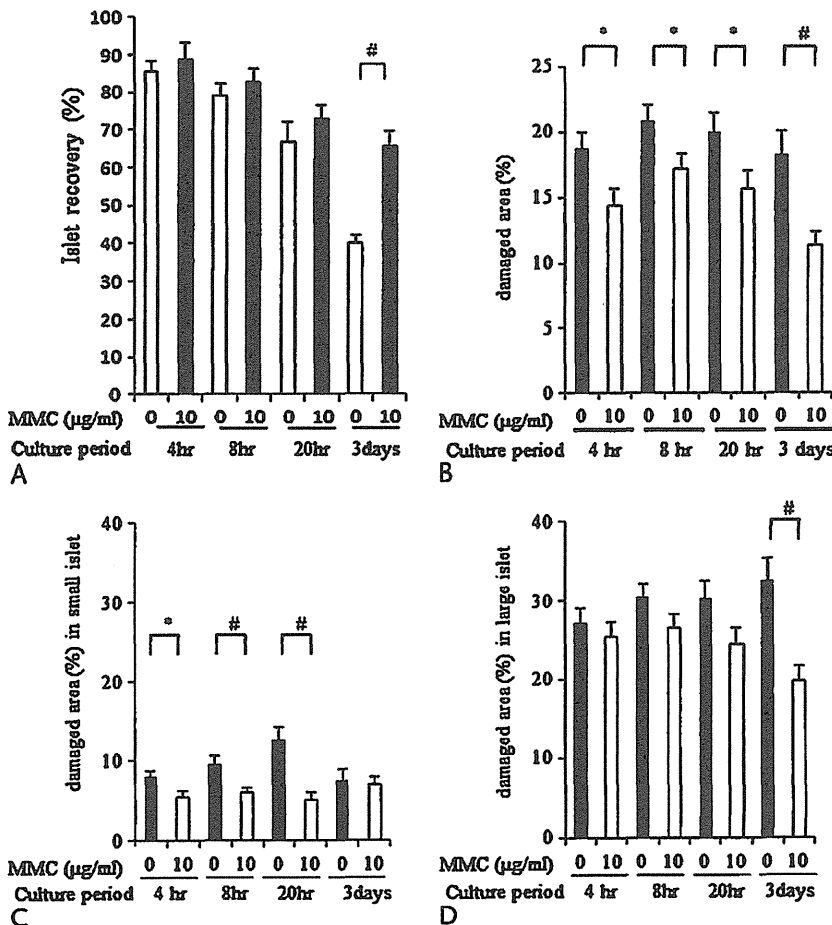 Islet recovery (%)
100
90
80
70
60
50
40
30
20
10
0
#
MMC (µg/ml) 0 10 0 10 0 10 0 10
Culture period 4hr 8hr 20hr 3days
A
damaged area (%)
25
20
15
10
5
0
* * * #
MMC (µg/ml) 0 10 0 10 0 10 0 10
Culture period 4 hr 8 hr 20 hr 3 days
B
damaged area (%) in small islet
40
30
20
10
0
* # #
MMC (µg/ml) 0 10 0 10 0 10 0 10
Culture period 4 hr 8hr 20hr 3days
C
damaged area (%) in large islet
40
30
20
10
0
#
MMC (µg/ml) 0 10 0 10 0 10 0 10
Culture period 4 hr 8hr 20hr 3days
D